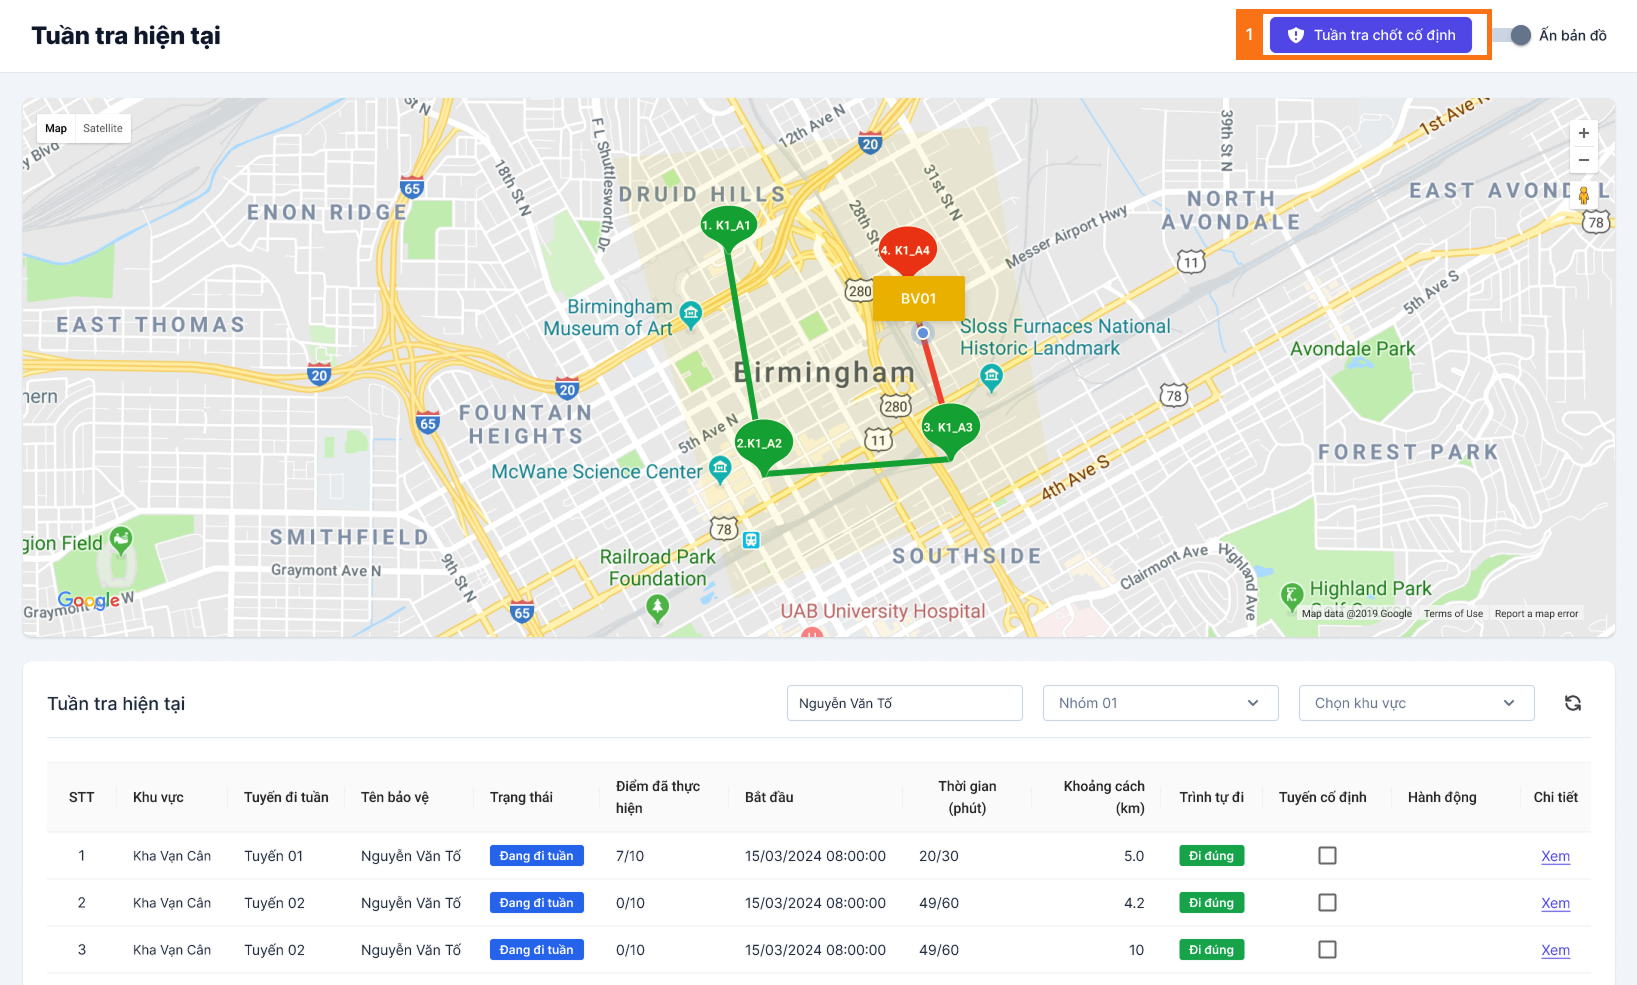 Tuần tra hiện tại
1
Tuần tra chốt cố định
Ấn bản đồ
Map
Satellite
12th Ave N
1st Ave N
39th St N
F L Shuttlesworth Dr
18th St N
31st St N
28th St
20
65
DRUID HILLS
ENON RIDGE
NORTH
AVONDALE
EAST AVONDAL
78
Messer Airport Hwy
1. K1_A1
4. K1_A4
11
280
BV01
5th Ave S
EAST THOMAS
Birmingham
Museum of Art
Sloss Furnaces National
Historic Landmark
Avondale Park
Birmingham
20
20
78
280
FOUNTAIN
HEIGHTS
65
5th Ave N
2.K1_A2
11
3. K1_A3
FOREST PARK
McWane Science Center
4th Ave S
78
SMITHFIELD
gion Field
Graymont Ave N
9th St N
Railroad Park
Foundation
SOUTHSIDE
Clairmont Ave
Highland Ave
Highland Park
Google
Graymont
W
65
UAB University Hospital
Map data @2019 Google
Terms of Use
Report a map error
Tuần tra hiện tại
Nguyễn Văn Tố
Nhóm 01
Chọn khu vực
STT Khu vực Tuyến đi tuần Tên bảo vệ Trạng thái Điểm đã thực hiện Bắt đầu Thời gian (phút) Khoảng cách (km) Trình tự đi Tuyến cố định Hành động Chi tiết
1 Kha Vạn Cân Tuyến 01 Nguyễn Văn Tố Đang đi tuần 7/10 15/03/2024 08:00:00 20/30 5.0 Đi đúng Xem
2 Kha Vạn Cân Tuyến 02 Nguyễn Văn Tố Đang đi tuần 0/10 15/03/2024 08:00:00 49/60 4.2 Đi đúng Xem
3 Kha Vạn Cân Tuyến 02 Nguyễn Văn Tố Đang đi tuần 0/10 15/03/2024 08:00:00 49/60 10 Đi đúng Xem